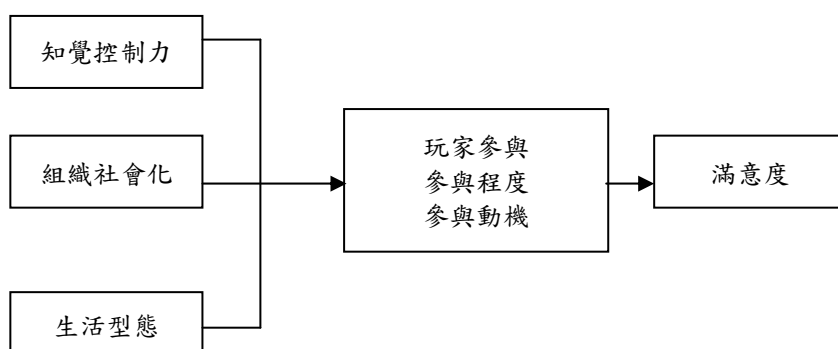 知覺控制力
組織社會化
生活型態
玩家參與
參與程度
參與動機
滿意度